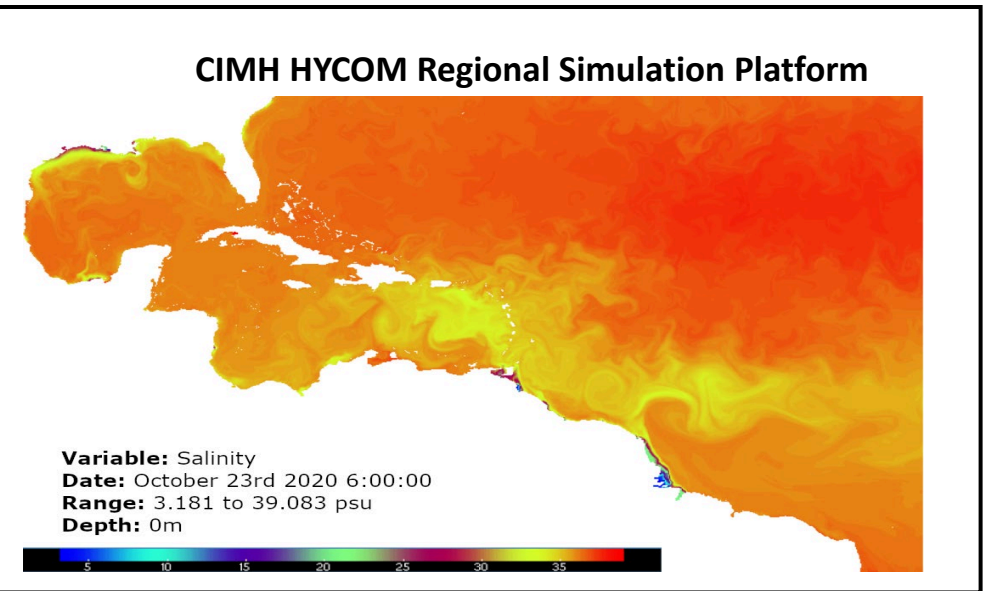 CIMH HYCOM Regional Simulation Platform
Variable: Salinity
Date: October 23rd 2020 6:00:00
Range: 3.181 to 39.083 psu
Depth: 0m
5 10 15 20 25 30 35